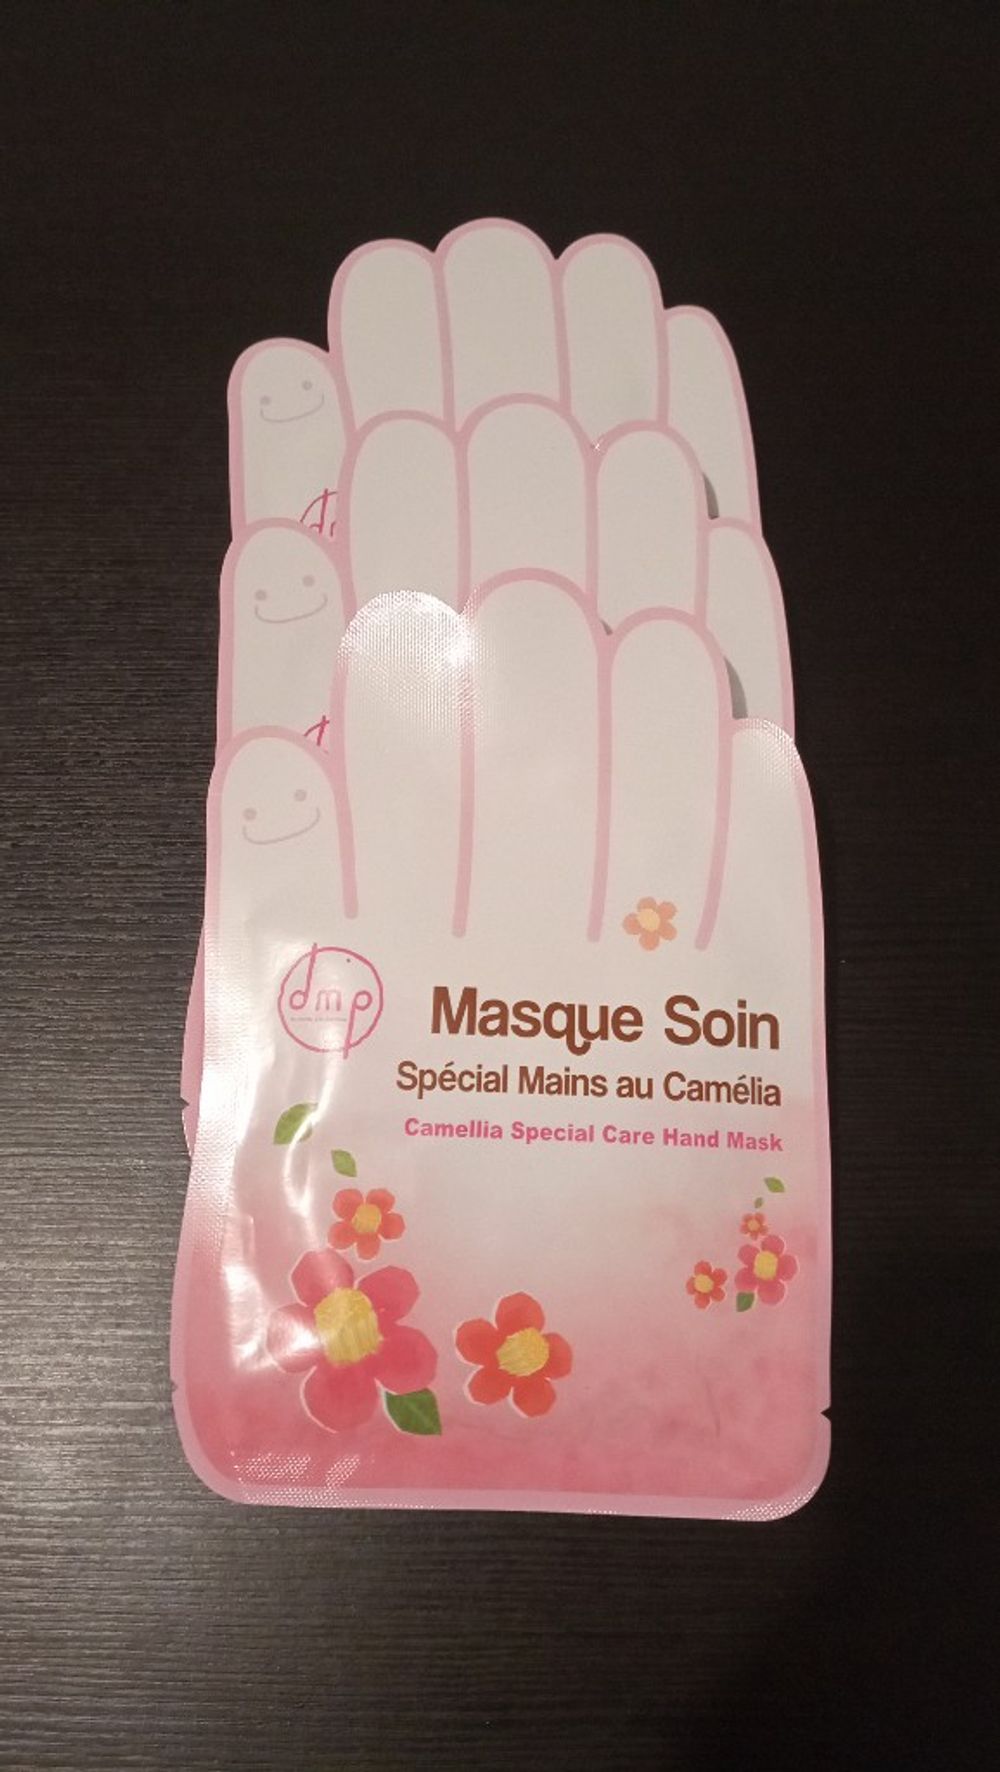 dmp
Masque Soin
Spécial Mains au Camélia
Camellia Special Care Hand Mask